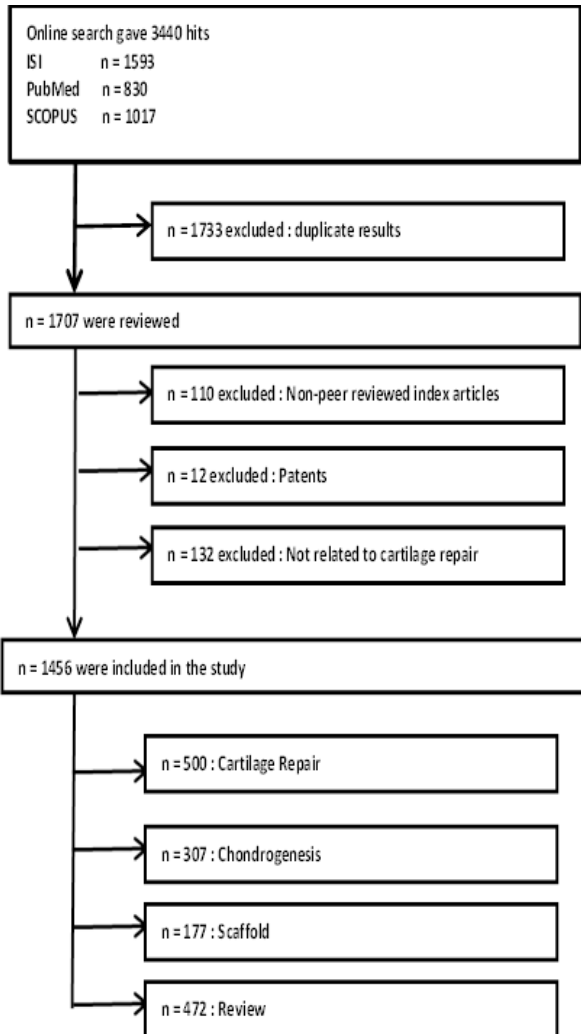 Online search gave 3440 hits
ISI n = 1593
PubMed n = 830
SCOPUS n = 1017
n = 1733 excluded : duplicate results
n = 1707 were reviewed
n = 110 excluded : Non-peer reviewed index articles
n = 12 excluded : Patents
n = 132 excluded : Not related to cartilage repair
n = 1456 were included in the study
n = 500 : Cartilage Repair
n = 307 : Chondrogenesis
n = 177 : Scaffold
n = 472 : Review